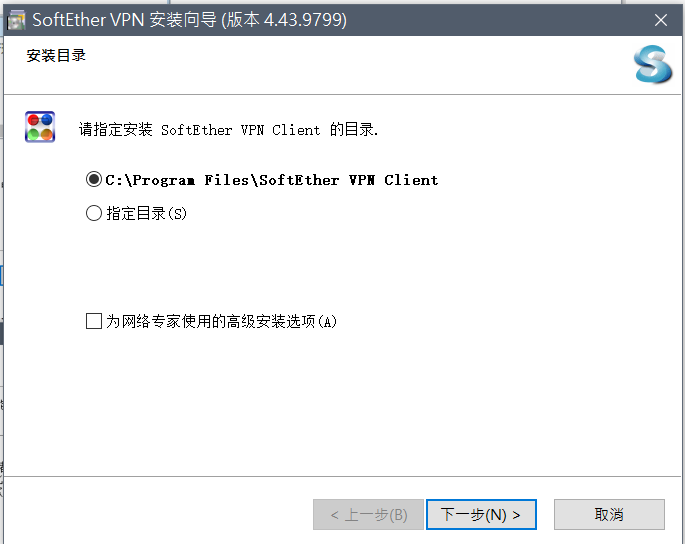 SoftEther VPN 安装向导 (版本 4.43.9799)
安装目录
请指定安装 SoftEther VPN Client 的目录.
C:\Program Files\SoftEther VPN Client
指定目录(S)
为网络专家使用的高级安装选项(A)
< 上一步(B)
下一步(N) >
取消